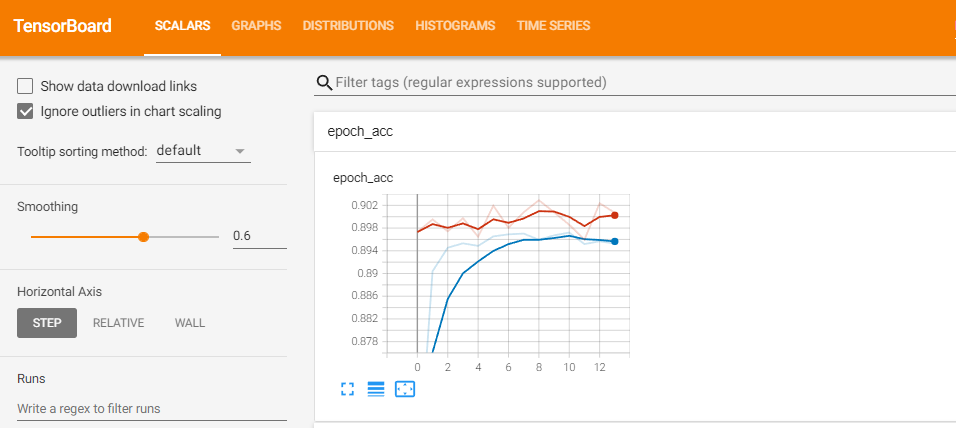 TensorBoard SCALARS GRAPHS DISTRIBUTIONS HISTOGRAMS TIME SERIES
Show data download links
Ignore outliers in chart scaling
Tooltip sorting method: default
Smoothing
0.6
Horizontal Axis
STEP RELATIVE WALL
Runs
Write a regex to filter runs
Filter tags (regular expressions supported)
epoch_acc
epoch_acc
0.902
0.898
0.894
0.89
0.886
0.882
0.878
0 2 4 6 8 10 12